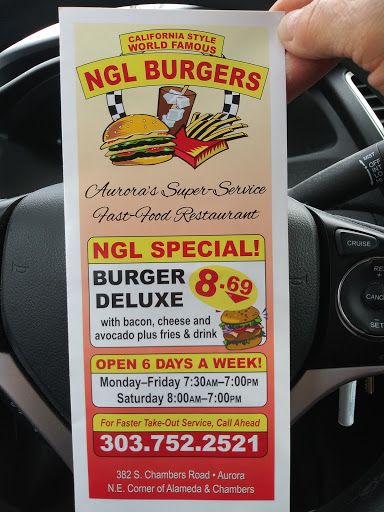 CALIFORNIA STYLE
WORLD FAMOUS
NGL BURGERS
Aurora's Super-Service
Fast-Food Restaurant
NGL SPECIAL!
BURGER
DELUXE
8.69
with bacon, cheese and
avocado plus fries & drink
OPEN 6 DAYS A WEEK!
Monday–Friday 7:30AM–7:00PM
Saturday 8:00AM–7:00PM
For Faster Take-Out Service, Call Ahead
303.752.2521
382 S. Chambers Road • Aurora
N.E. Corner of Alameda & Chambers
CRUISE
SET